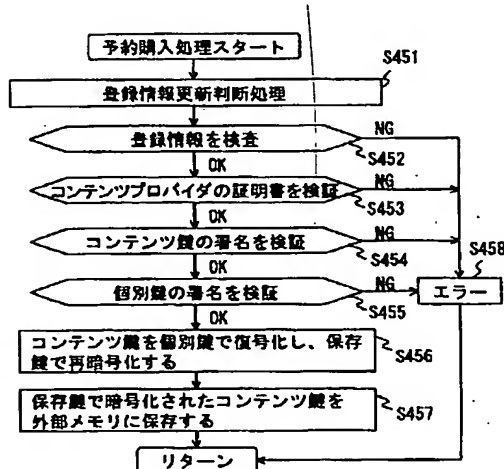 予約購入処理スタート
S451
登録情報更新判断処理
登録情報を検査
NG
S452
OK
コンテンツプロバイダの証明書を検証
NG
S453
OK
コンテンツ鍵の署名を検証
NG
S454
S458
OK
個別鍵の署名を検証
NG
エラー
S455
OK
コンテンツ鍵を個別鍵で復号化し、保存
鍵で再暗号化する
S456
保存鍵で暗号化されたコンテンツ鍵を
外部メモリに保存する
S457
リターン